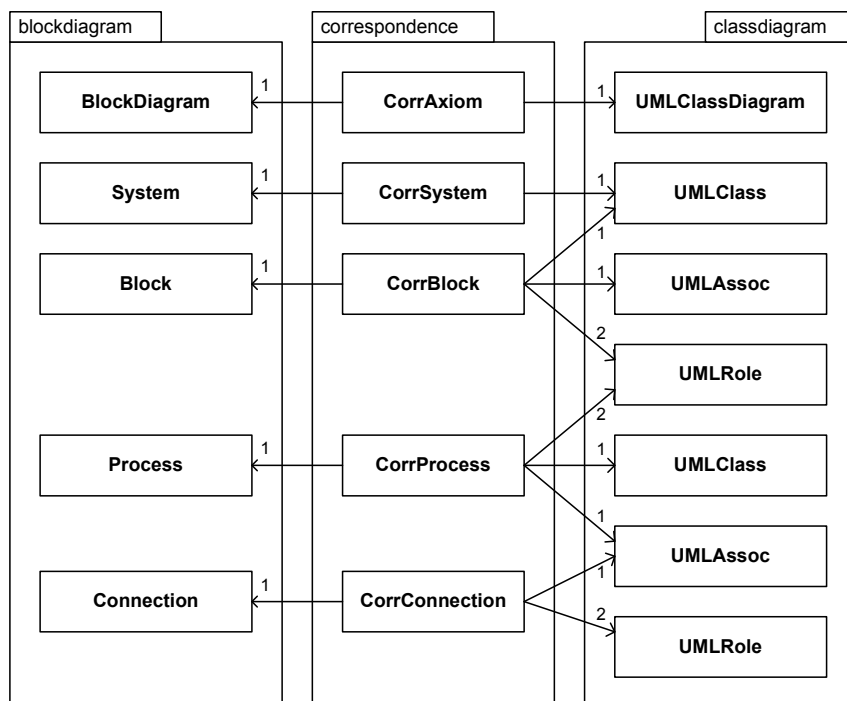 blockdiagram correspondence classdiagram
1 1
BlockDiagram CorrAxiom UMLClassDiagram
1 1
System CorrSystem UMLClass
1 1 1
Block CorrBlock UMLAssoc
2
UMLRole
2
1 1
Process CorrProcess UMLClass
1
UMLAssoc
1 1
Connection CorrConnection
2
UMLRole